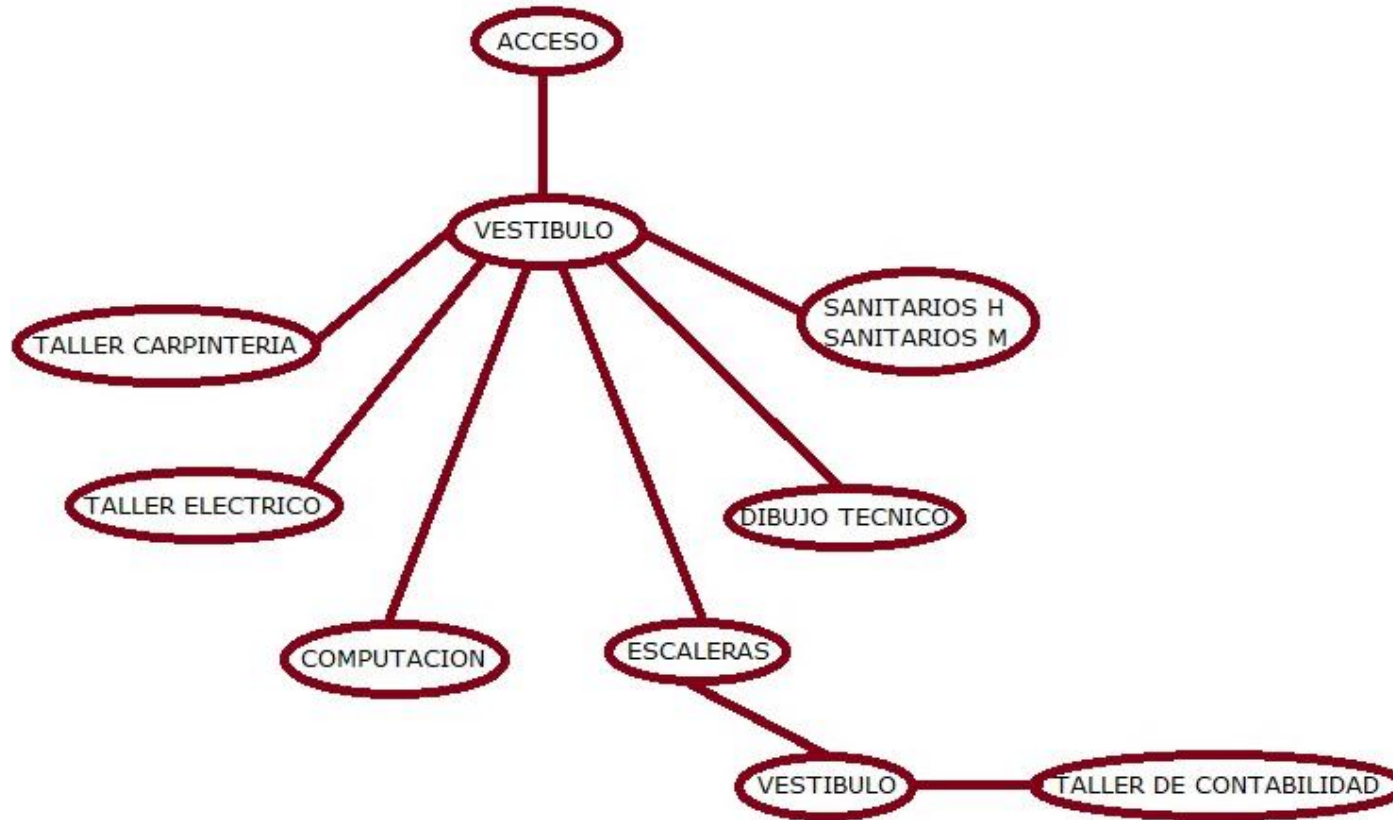 ACCESO
VESTIBULO
SANITARIOS H
SANITARIOS M
TALLER CARPINTERIA
TALLER ELECTRICO
DIBUJO TECNICO
COMPUTACION
ESCALERAS
VESTIBULO
TALLER DE CONTABILIDAD